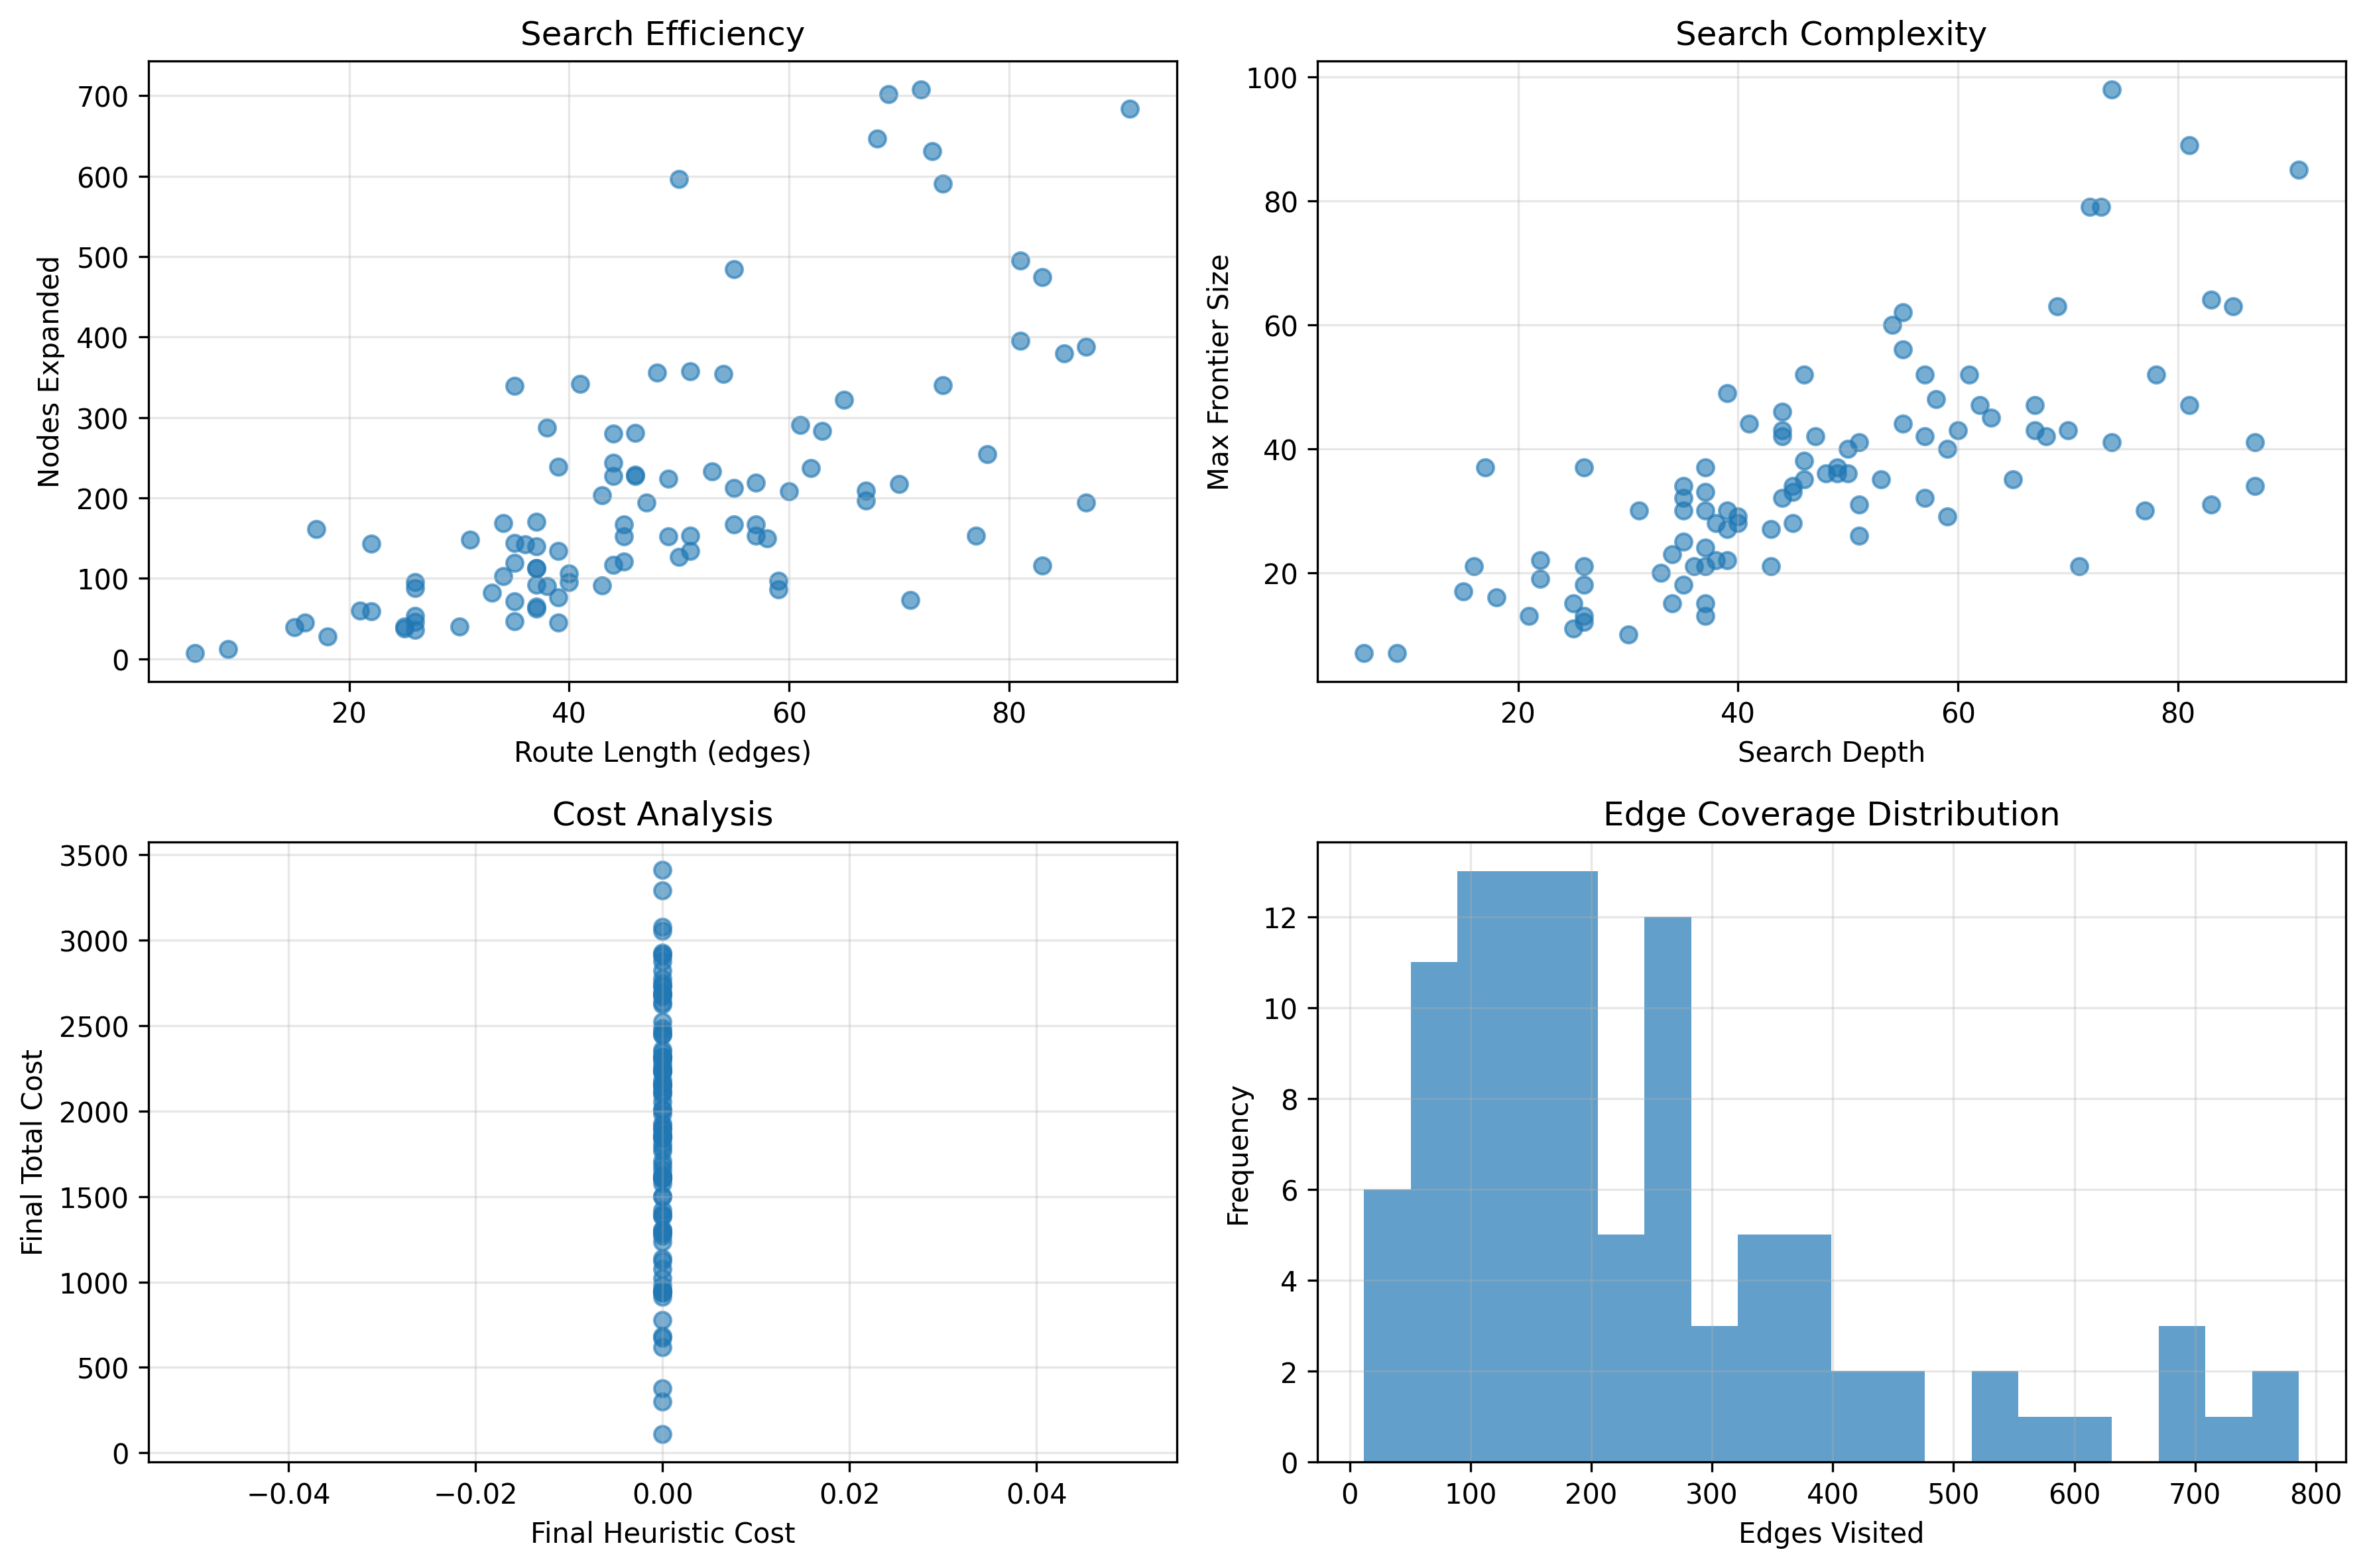 Search Efficiency
Nodes Expanded
700
600
500
400
300
200
100
0
20 40 60 80
Route Length (edges)
Search Complexity
Max Frontier Size
100
80
60
40
20
20 40 60 80
Search Depth
Cost Analysis
Final Total Cost
3500
3000
2500
2000
1500
1000
500
0
−0.04 −0.02 0.00 0.02 0.04
Final Heuristic Cost
Edge Coverage Distribution
Frequency
12
10
8
6
4
2
0
0 100 200 300 400 500 600 700 800
Edges Visited